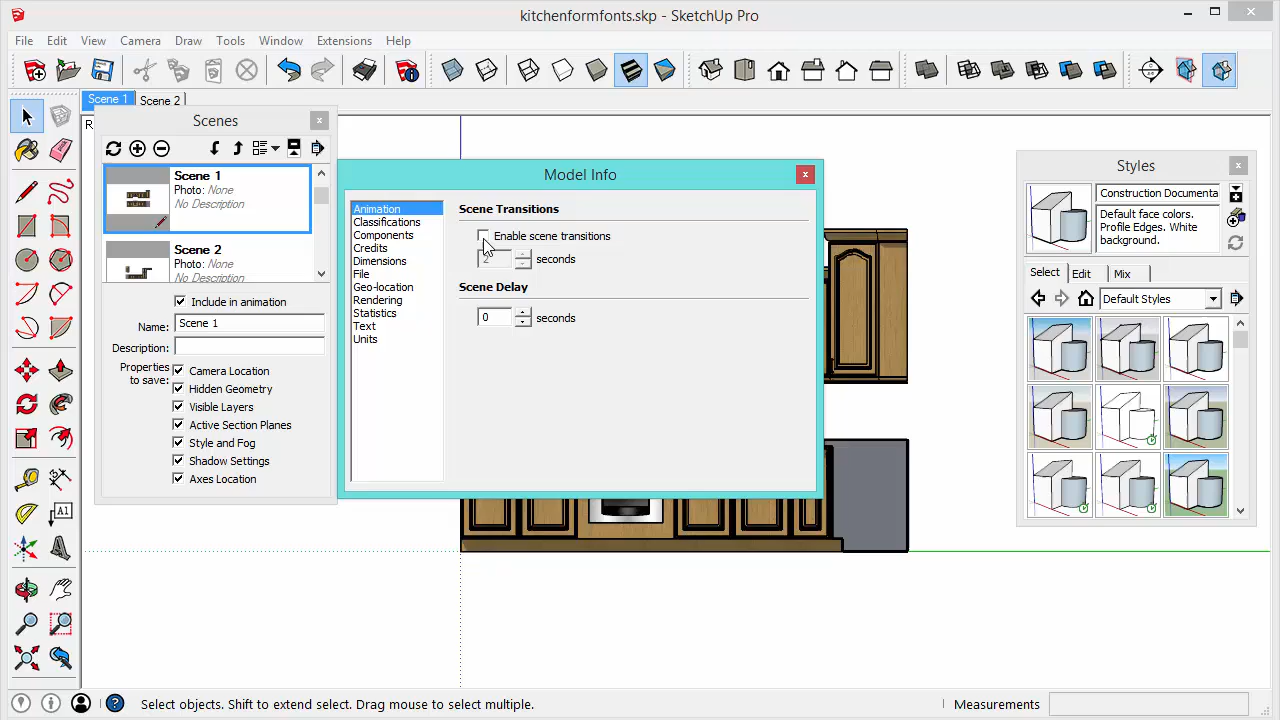 kitchenformfonts.skp - SketchUp Pro
File Edit View Camera Draw Tools Window Extensions Help
Scene 1 Scene 2
Scenes
Scene 1
Photo: None
No Description
Scene 2
Photo: None
No Description
Include in animation
Name: Scene 1
Description:
Properties to save:
Camera Location
Hidden Geometry
Visible Layers
Active Section Planes
Style and Fog
Shadow Settings
Axes Location
Model Info
Animation
Classifications
Components
Credits
Dimensions
File
Geo-location
Rendering
Statistics
Text
Units
Scene Transitions
Enable scene transitions
2 seconds
Scene Delay
0 seconds
Styles
Construction Documenta
Default face colors.
Profile Edges. White
background.
Select Edit Mix
Default Styles
A1
Select objects. Shift to extend select. Drag mouse to select multiple.
Measurements